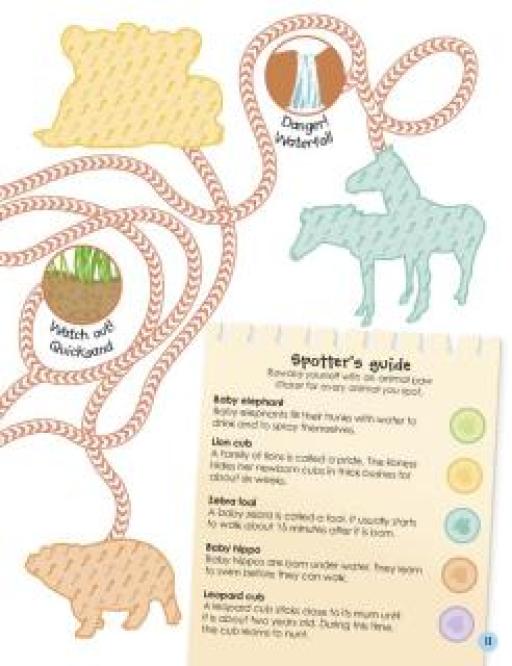 Danger!
Waterfall
Watch out!
Quicksand
Spotter's guide
Reward yourself with an animal paw
sticker for every animal you spot.
Baby elephant
Baby elephants fill their trunks with water to
drink and to spray themselves.
Lion cub
A family of lions is called a pride. The lioness
hides her newborn cubs in thick bushes for
about six weeks.
Zebra foal
A baby zebra is called a foal. It usually starts
to walk about 15 minutes after it is born.
Baby hippo
Baby hippos are born under water. They learn
to swim before they can walk.
Leopard cub
A leopard cub sticks close to its mum until
it is about two years old. During this time,
the cub learns to hunt.
11